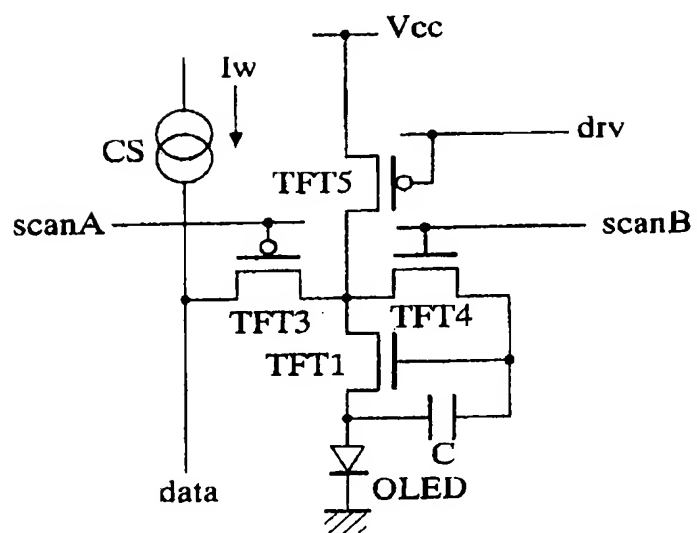 Vcc
Iw
CS
drv
TFT5
scanA
scanB
TFT3
TFT4
TFT1
C
data
OLED